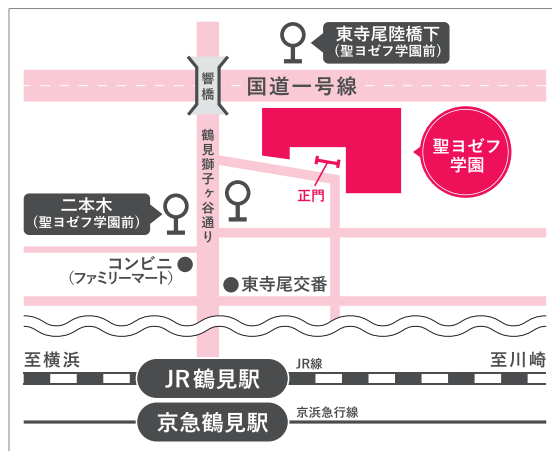 東寺尾陸橋下
(聖ヨゼフ学園前)
響橋
国道一号線
聖ヨゼフ
学園
鶴見獅子ヶ谷通り
正門
二本木
(聖ヨゼフ学園前)
コンビニ
(ファミリーマート)
東寺尾交番
至横浜
至川崎
JR鶴見駅
JR線
京急鶴見駅
京浜急行線